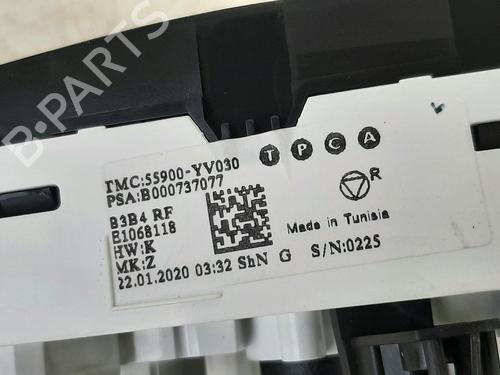 B-PARTS
T P C A
TMC:55900-YV030
PSA:B000737077
R
B3B4 RF
E1068118
HW:K
MK:Z
Made in Tunisia
22.01.2020 03:32 ShN G S/N:0225